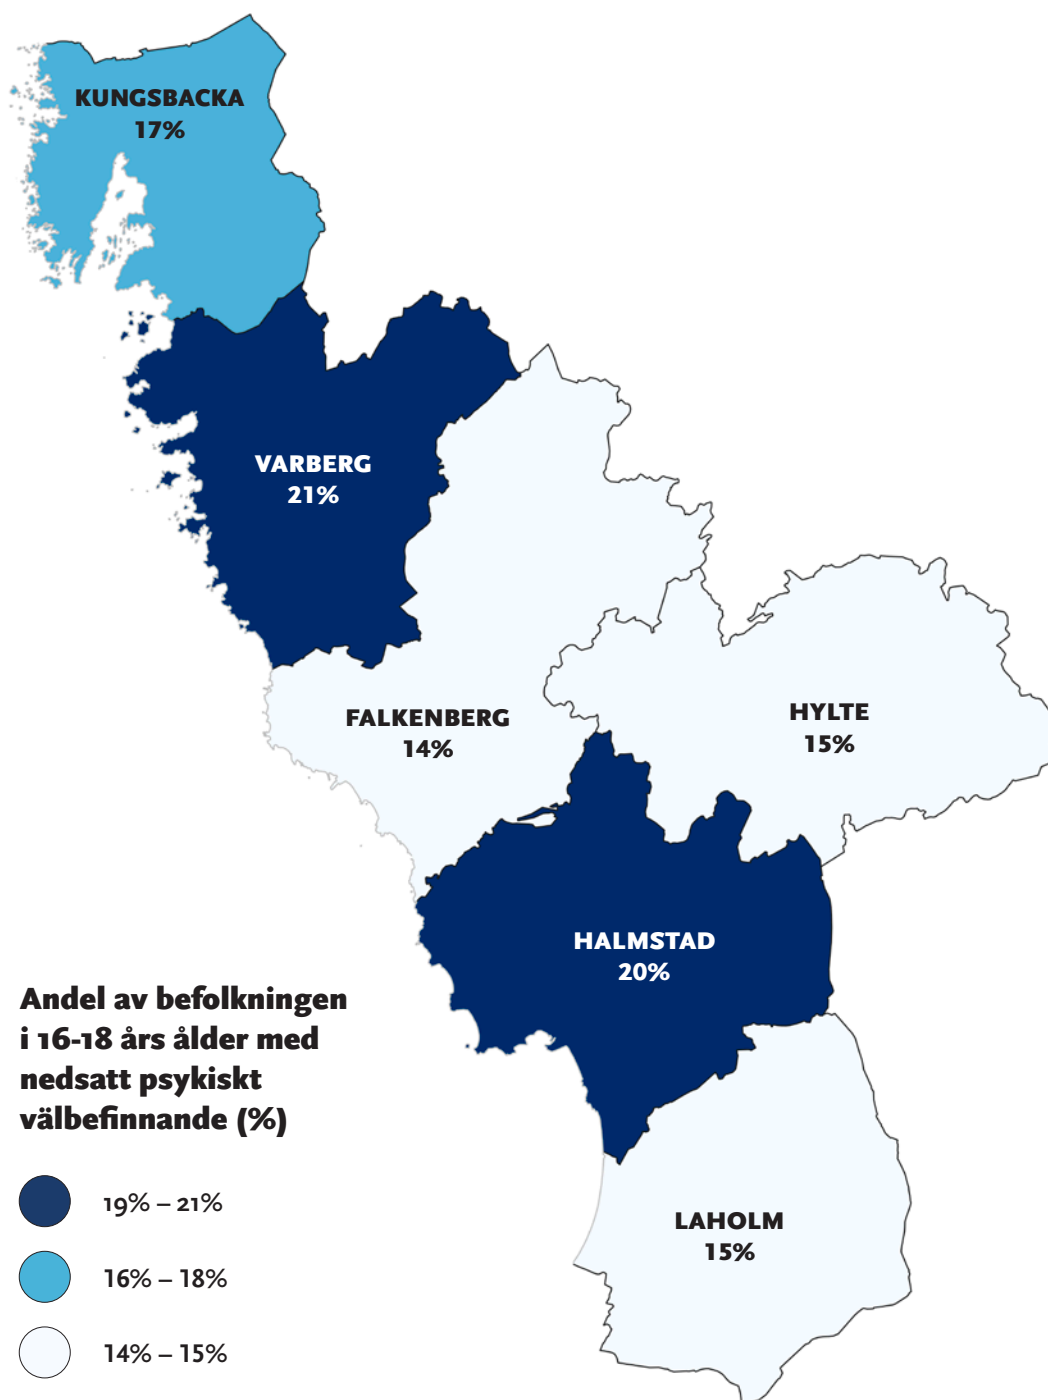 KUNGSBACKA
17%
VARBERG
21%
FALKENBERG
14%
HYLTE
15%
HALMSTAD
20%
LAHOLM
15%
Andel av befolkningen
i 16-18 års ålder med
nedsatt psykiskt
välbefinnande (%)
19% – 21%
16% – 18%
14% – 15%